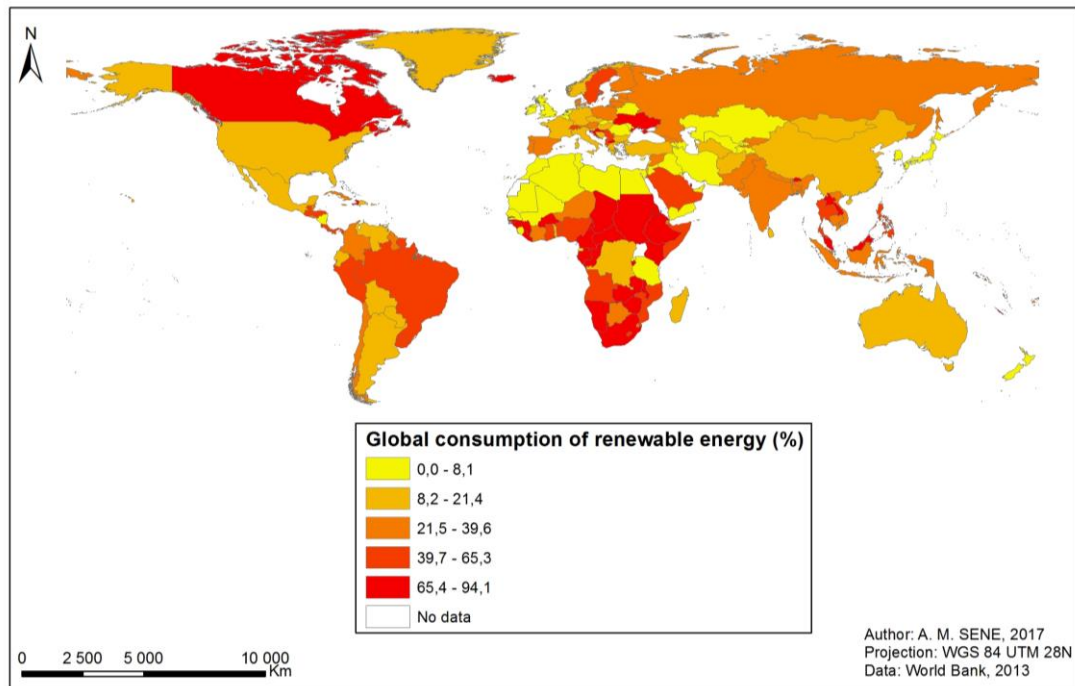 N
Global consumption of renewable energy (%)
0,0 - 8,1
8,2 - 21,4
21,5 - 39,6
39,7 - 65,3
65,4 - 94,1
No data
0 2 500 5 000 10 000
Km
Author: A. M. SENE, 2017
Projection: WGS 84 UTM 28N
Data: World Bank, 2013